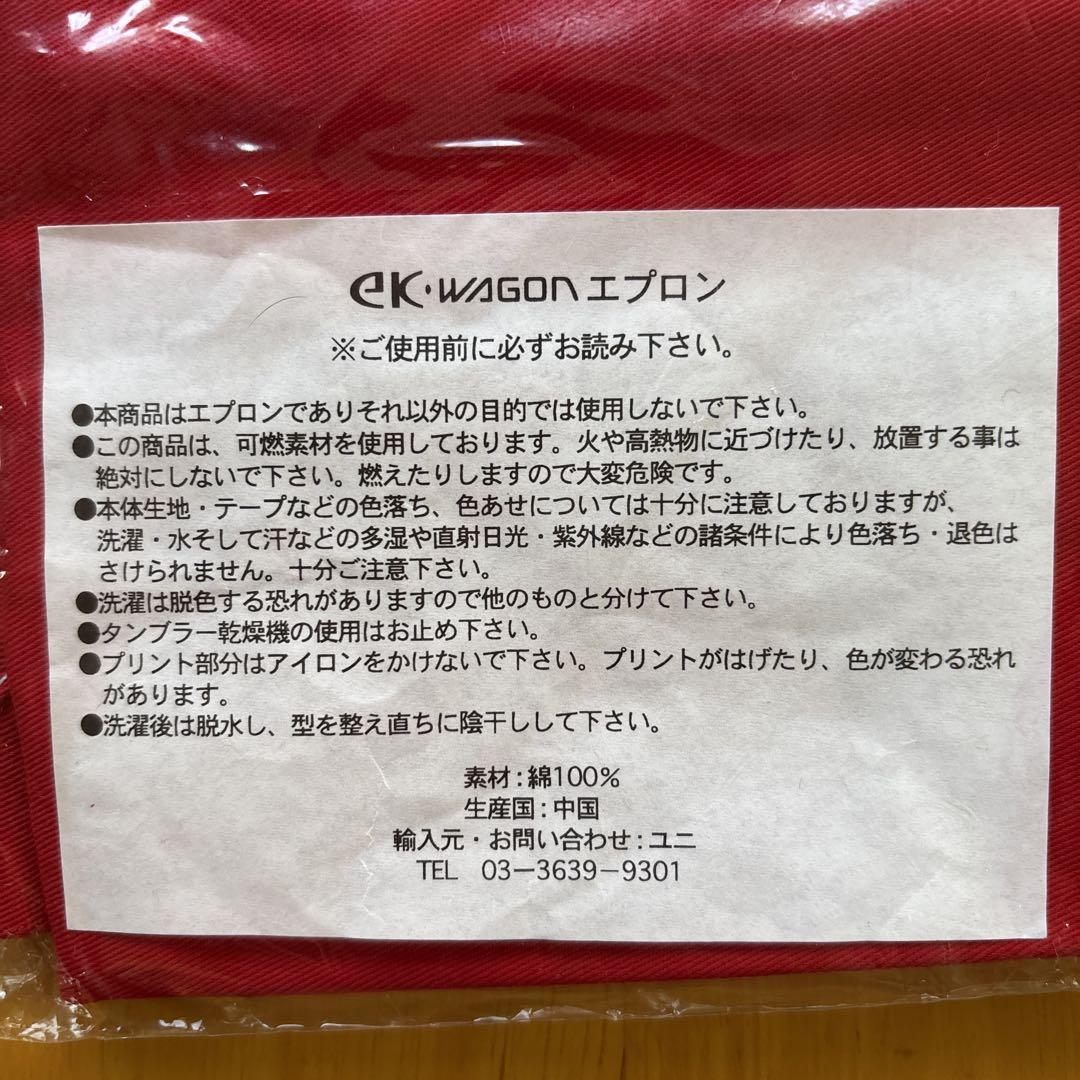 eK・WAGONエプロン
※ご使用前に必ずお読み下さい。
●本商品はエプロンでありそれ以外の目的では使用しないで下さい。
●この商品は、可燃素材を使用しております。火や高熱物に近づけたり、放置する事は
絶対にしないで下さい。燃えたりしますので大変危険です。
●本体生地・テープなどの色落ち、色あせについては十分に注意しておりますが、
洗濯・水そして汗などの多湿や直射日光・紫外線などの諸条件により色落ち・退色は
さけられません。十分ご注意下さい。
●洗濯は脱色する恐れがありますので他のものと分けて下さい。
●タンブラー乾燥機の使用はお止め下さい。
●プリント部分はアイロンをかけないで下さい。プリントがはげたり、色が変わる恐れ
があります。
●洗濯後は脱水し、型を整え直ちに陰干しして下さい。
素材:綿100%
生産国:中国
輸入元・お問い合わせ:ユニ
TEL 03-3639-9301